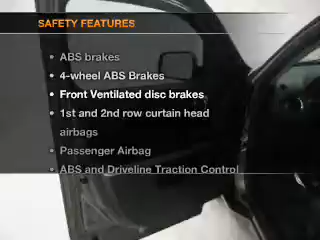 SAFETY FEATURES
• ABS brakes
• 4-wheel ABS Brakes
• Front Ventilated disc brakes
• 1st and 2nd row curtain head
airbags
• Passenger Airbag
• ABS and Driveline Traction Control